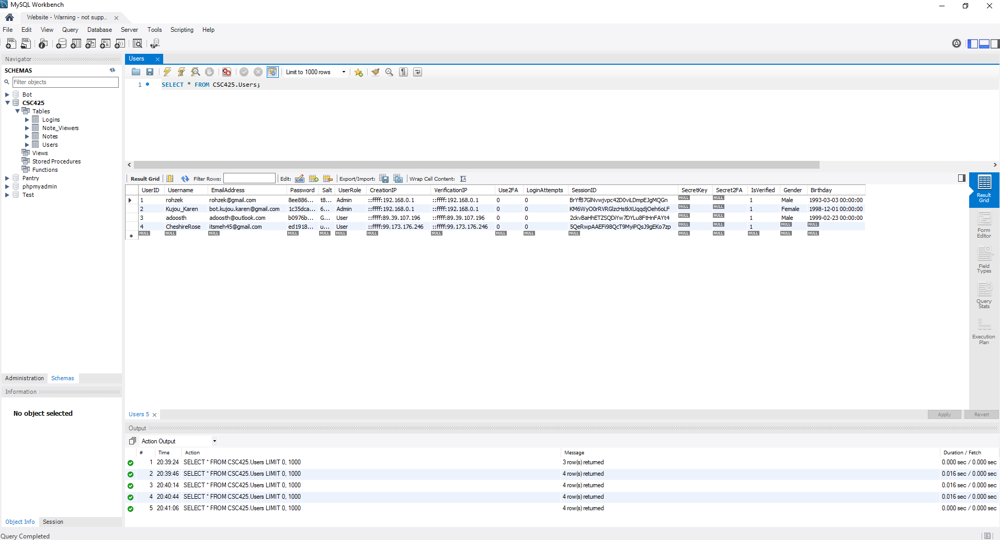 MySQL Workbench
Website - Warning - not supp...
File Edit View Query Database Server Tools Scripting Help
Navigator
SCHEMAS
Filter objects
Bot
CSC425
Tables
Logins
Note_Viewers
Notes
Users
Views
Stored Procedures
Functions
Pantry
phpmyadmin
Test
Administration Schemas
Information
No object selected
Object Info Session
Query Completed
Users
Limit to 1000 rows
1 SELECT * FROM CSC425.Users;
Result Grid Filter Rows: Edit: Export/Import: Wrap Cell Content:
UserID Username EmailAddress Password Salt UserRole CreationIP VerificationIP Use2FA LoginAttempts SessionID SecretKey Secret2FA IsVerified Gender Birthday
1 rohzek rohzek@gmail.com 8ee886... t8... Admin ::ffff:192.168.0.1 ::ffff:192.168.0.1 0 0 BrYfB7GlNvwjvpc42D0viLDmpEJgMQGn NULL NULL 1 Male 1993-03-03 00:00:00
2 Kujou_Karen bot.kujou.karen@gmail.com 1c35dca... 6... Admin ::ffff:192.168.0.1 ::ffff:192.168.0.1 0 0 KM6WyO0rRVRGlzcHstkXUqqdjOeh6oLF NULL NULL 1 Female 1998-12-01 00:00:00
3 adoosth adoosth@outlook.com b0976b... G... User ::ffff:89.39.107.196 ::ffff:89.39.107.196 0 0 2ckvBaHhETZSQDiYw7DYLu8FtHnFAYt4 NULL NULL 1 Male 1999-02-23 00:00:00
4 CheshireRose itsmeh45@gmail.com ed1918... u... User ::ffff:99.173.176.246 ::ffff:99.173.176.246 0 0 5QeRwpAAEFi98QcT9MyiPQsJ9gEKo7zp NULL NULL 1 NULL NULL
NULL NULL NULL NULL NULL NULL NULL NULL NULL NULL NULL NULL NULL NULL NULL NULL
Result Grid
Form Editor
Field Types
Query Stats
Execution Plan
Users 5
Apply Revert
Output
Action Output
# Time Action Message Duration / Fetch
1 20:39:24 SELECT * FROM CSC425.Users LIMIT 0, 1000 3 row(s) returned 0.000 sec / 0.000 sec
2 20:39:46 SELECT * FROM CSC425.Users LIMIT 0, 1000 4 row(s) returned 0.016 sec / 0.000 sec
3 20:40:14 SELECT * FROM CSC425.Users LIMIT 0, 1000 4 row(s) returned 0.016 sec / 0.000 sec
4 20:40:44 SELECT * FROM CSC425.Users LIMIT 0, 1000 4 row(s) returned 0.016 sec / 0.000 sec
5 20:41:06 SELECT * FROM CSC425.Users LIMIT 0, 1000 4 row(s) returned 0.000 sec / 0.000 sec